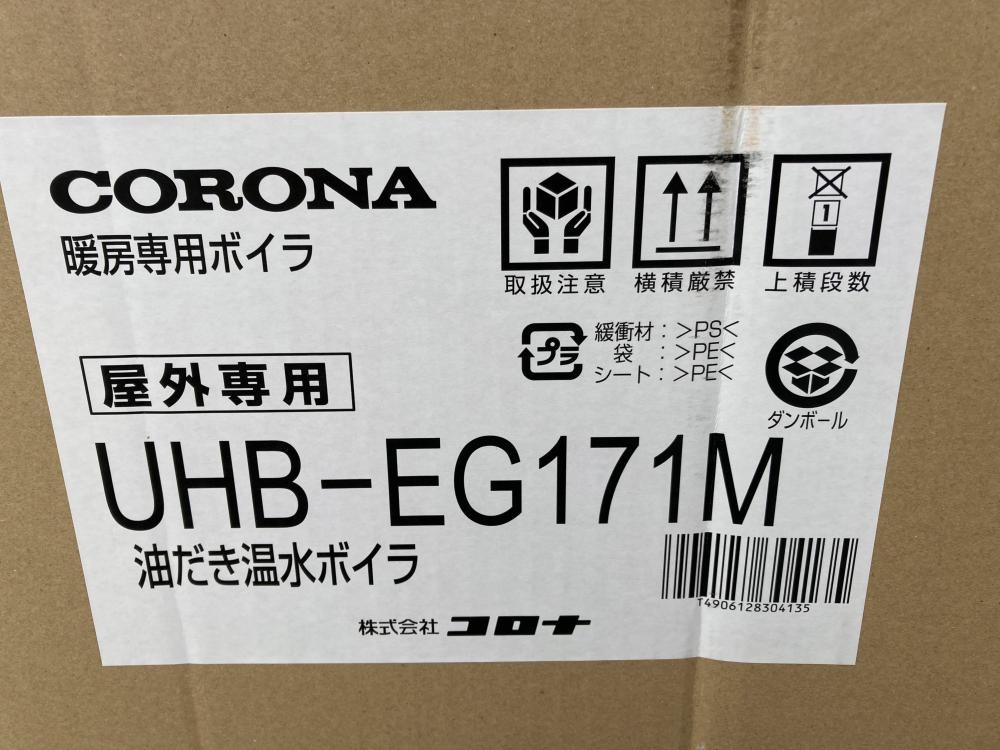 CORONA
暖房専用ボイラ
取扱注意
横積厳禁
1
上積段数
プラ
緩衝材：>PS<
袋：>PE<
シート：>PE<
ダンボール
屋外専用
UHB-EG171M
油だき温水ボイラ
T4906128304135
株式会社 コロナ